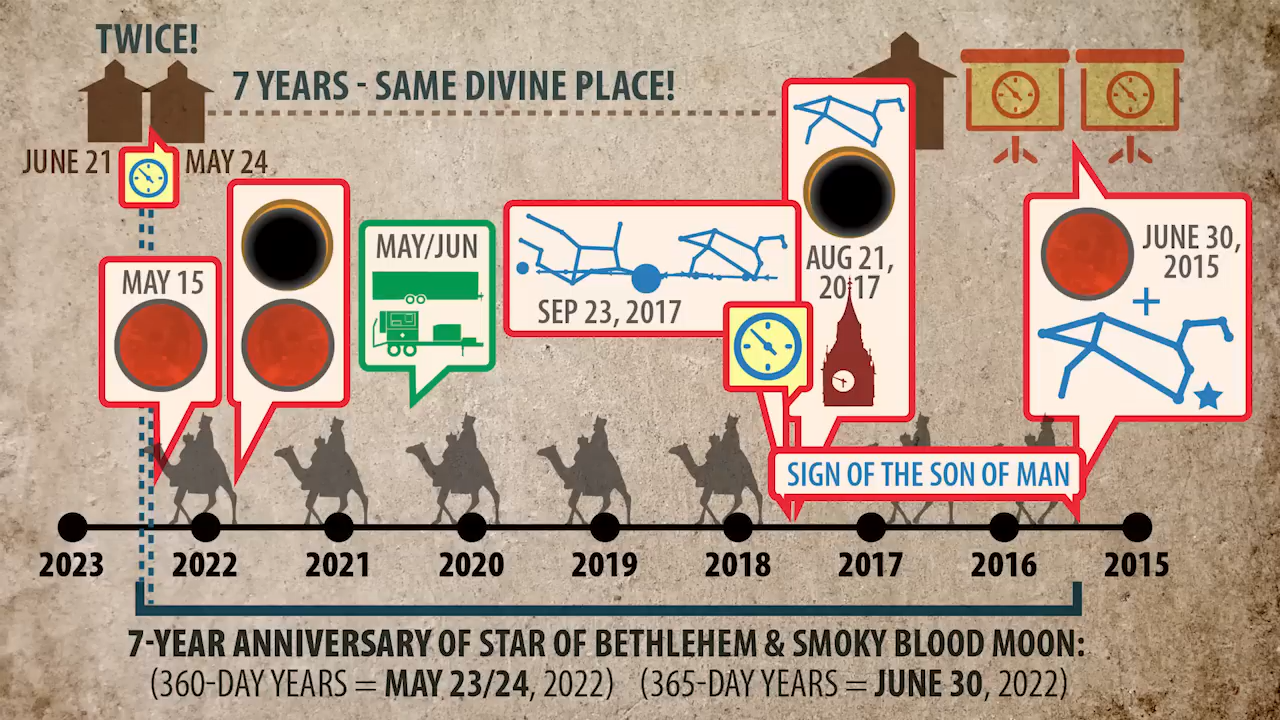 TWICE!
7 YEARS - SAME DIVINE PLACE!
JUNE 21
MAY 24
MAY 15
MAY/JUN
SEP 23, 2017
AUG 21,
2017
JUNE 30,
2015
+
SIGN OF THE SON OF MAN
2023 2022 2021 2020 2019 2018 2017 2016 2015
7-YEAR ANNIVERSARY OF STAR OF BETHLEHEM & SMOKY BLOOD MOON:
(360-DAY YEARS = MAY 23/24, 2022) (365-DAY YEARS = JUNE 30, 2022)